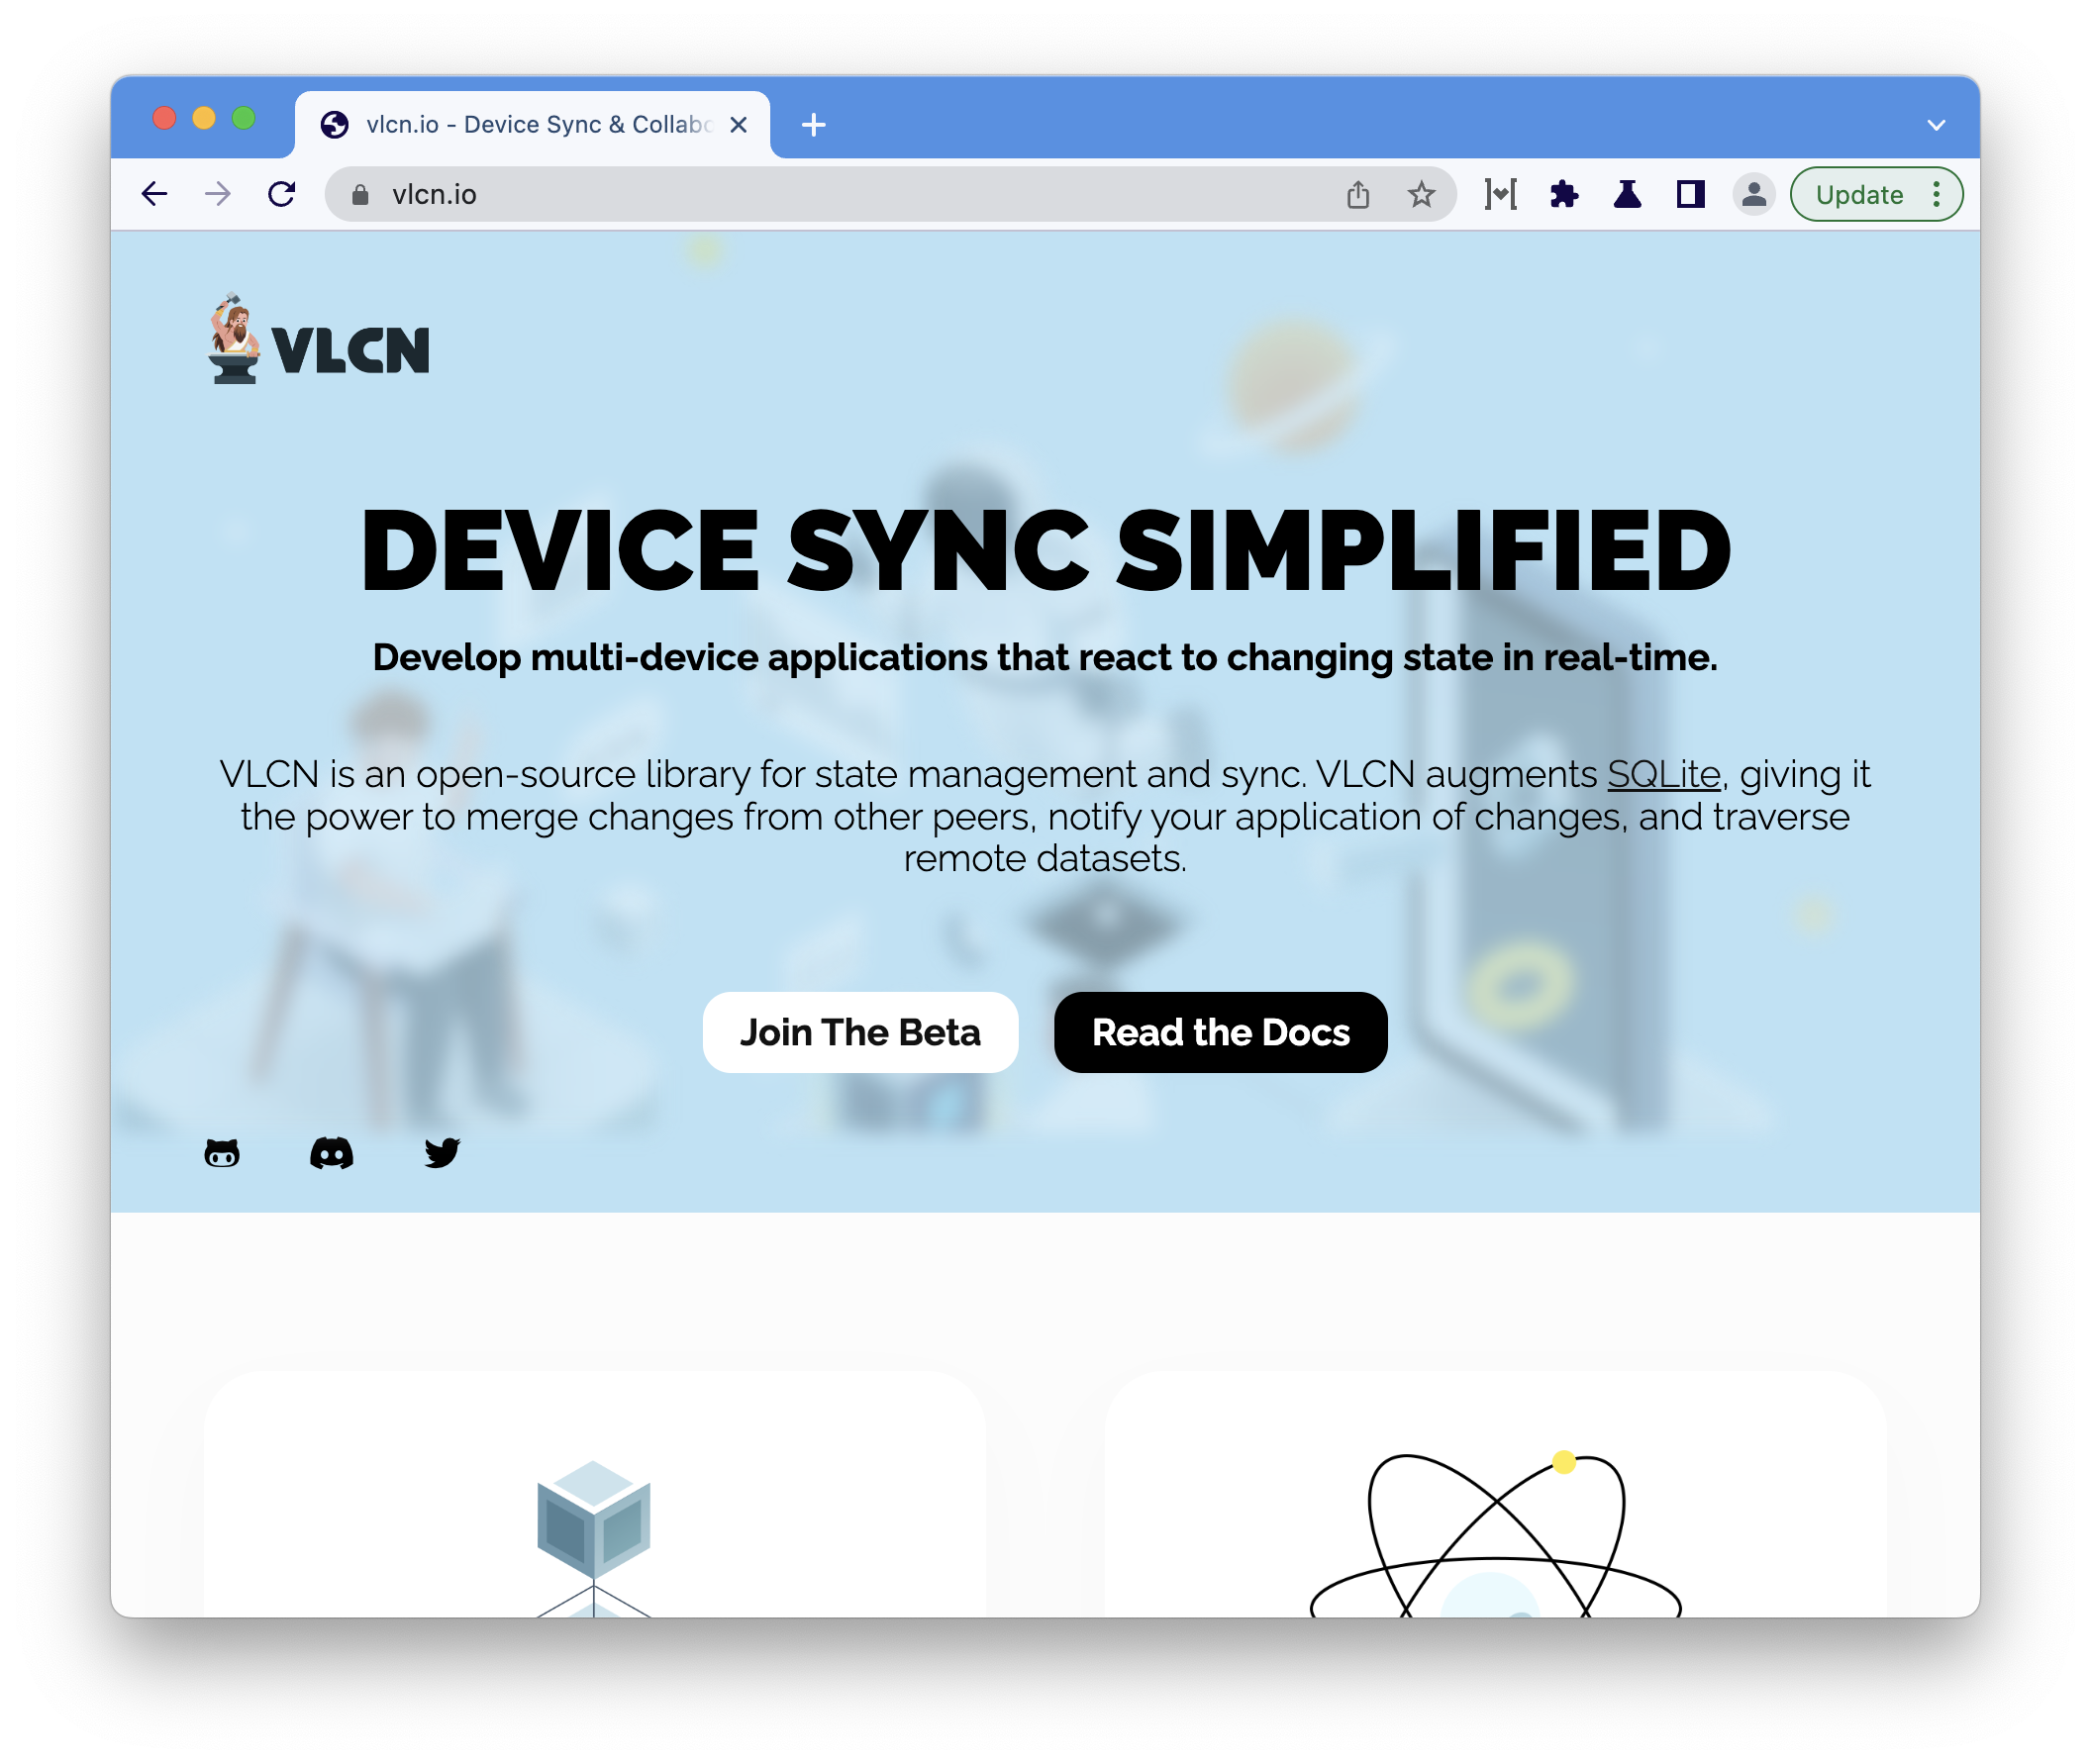 vlcn.io - Device Sync & Collab
vlcn.io
Update
VLCN
DEVICE SYNC SIMPLIFIED
Develop multi-device applications that react to changing state in real-time.
VLCN is an open-source library for state management and sync. VLCN augments SQLite, giving it
the power to merge changes from other peers, notify your application of changes, and traverse
remote datasets.
Join The Beta
Read the Docs